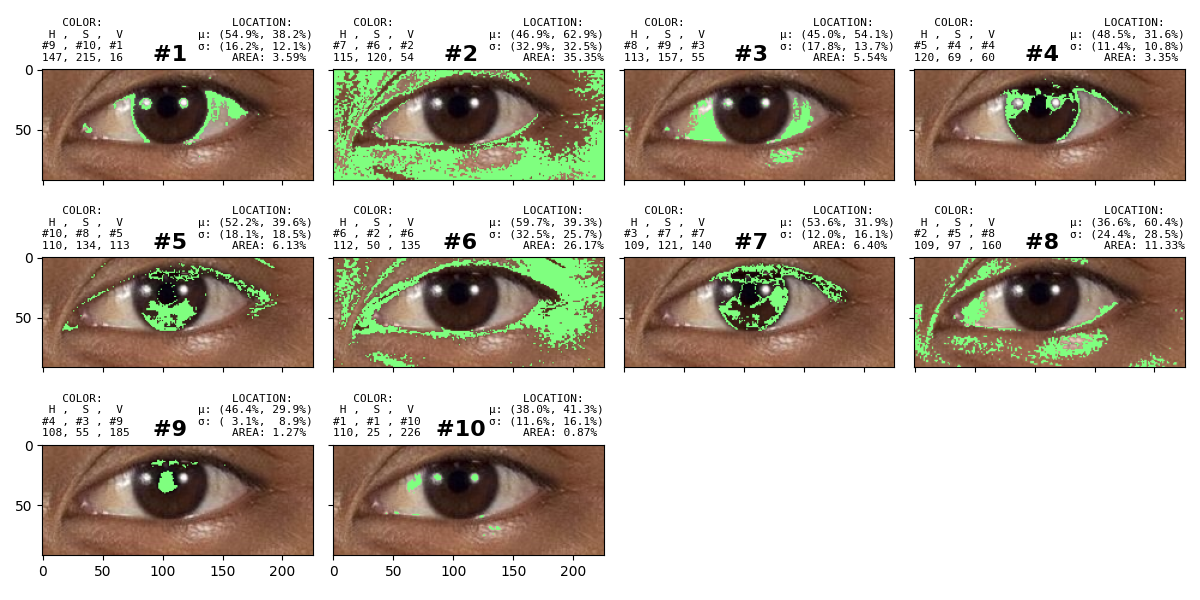 COLOR: LOCATION:
H , S , V μ: (54.9%, 38.2%)
#9 , #10, #1 σ: (16.2%, 12.1%)
147, 215, 16 #1 AREA: 3.59%
COLOR: LOCATION:
H , S , V μ: (46.9%, 62.9%)
#7 , #6 , #2 σ: (32.9%, 32.5%)
115, 120, 54 #2 AREA: 35.35%
COLOR: LOCATION:
H , S , V μ: (45.0%, 54.1%)
#8 , #9 , #3 σ: (17.8%, 13.7%)
113, 157, 55 #3 AREA: 5.54%
COLOR: LOCATION:
H , S , V μ: (48.5%, 31.6%)
#5 , #4 , #4 σ: (11.4%, 10.8%)
120, 69 , 60 #4 AREA: 3.35%
0
50
COLOR: LOCATION:
H , S , V μ: (52.2%, 39.6%)
#10, #8 , #5 σ: (18.1%, 18.5%)
110, 134, 113 #5 AREA: 6.13%
COLOR: LOCATION:
H , S , V μ: (59.7%, 39.3%)
#6 , #2 , #6 σ: (32.5%, 25.7%)
112, 50 , 135 #6 AREA: 26.17%
COLOR: LOCATION:
H , S , V μ: (53.6%, 31.9%)
#3 , #7 , #7 σ: (12.0%, 16.1%)
109, 121, 140 #7 AREA: 6.40%
COLOR: LOCATION:
H , S , V μ: (36.6%, 60.4%)
#2 , #5 , #8 σ: (24.4%, 28.5%)
109, 97 , 160 #8 AREA: 11.33%
0
50
COLOR: LOCATION:
H , S , V μ: (46.4%, 29.9%)
#4 , #3 , #9 σ: ( 3.1%, 8.9%)
108, 55 , 185 #9 AREA: 1.27%
COLOR: LOCATION:
H , S , V μ: (38.0%, 41.3%)
#1 , #1 , #10 σ: (11.6%, 16.1%)
110, 25 , 226 #10 AREA: 0.87%
0
50
0 50 100 150 200
0 50 100 150 200